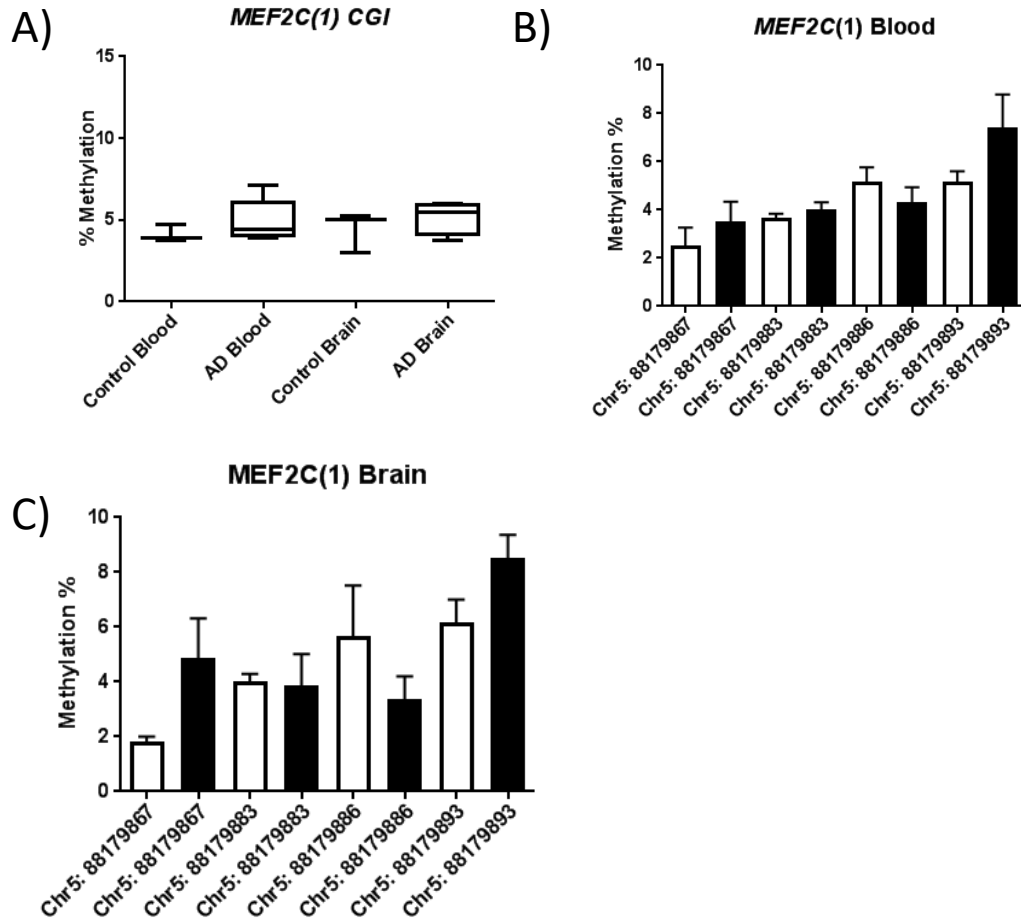 A)
MEF2C(1) CGI
% Methylation
15
10
5
0
Control Blood
AD Blood
Control Brain
AD Brain
B)
MEF2C(1) Blood
Methylation %
10
8
6
4
2
0
Chr5: 88179867
Chr5: 88179867
Chr5: 88179883
Chr5: 88179883
Chr5: 88179886
Chr5: 88179886
Chr5: 88179893
Chr5: 88179893
C)
MEF2C(1) Brain
Methylation %
10
8
6
4
2
0
Chr5: 88179867
Chr5: 88179867
Chr5: 88179883
Chr5: 88179883
Chr5: 88179886
Chr5: 88179886
Chr5: 88179893
Chr5: 88179893